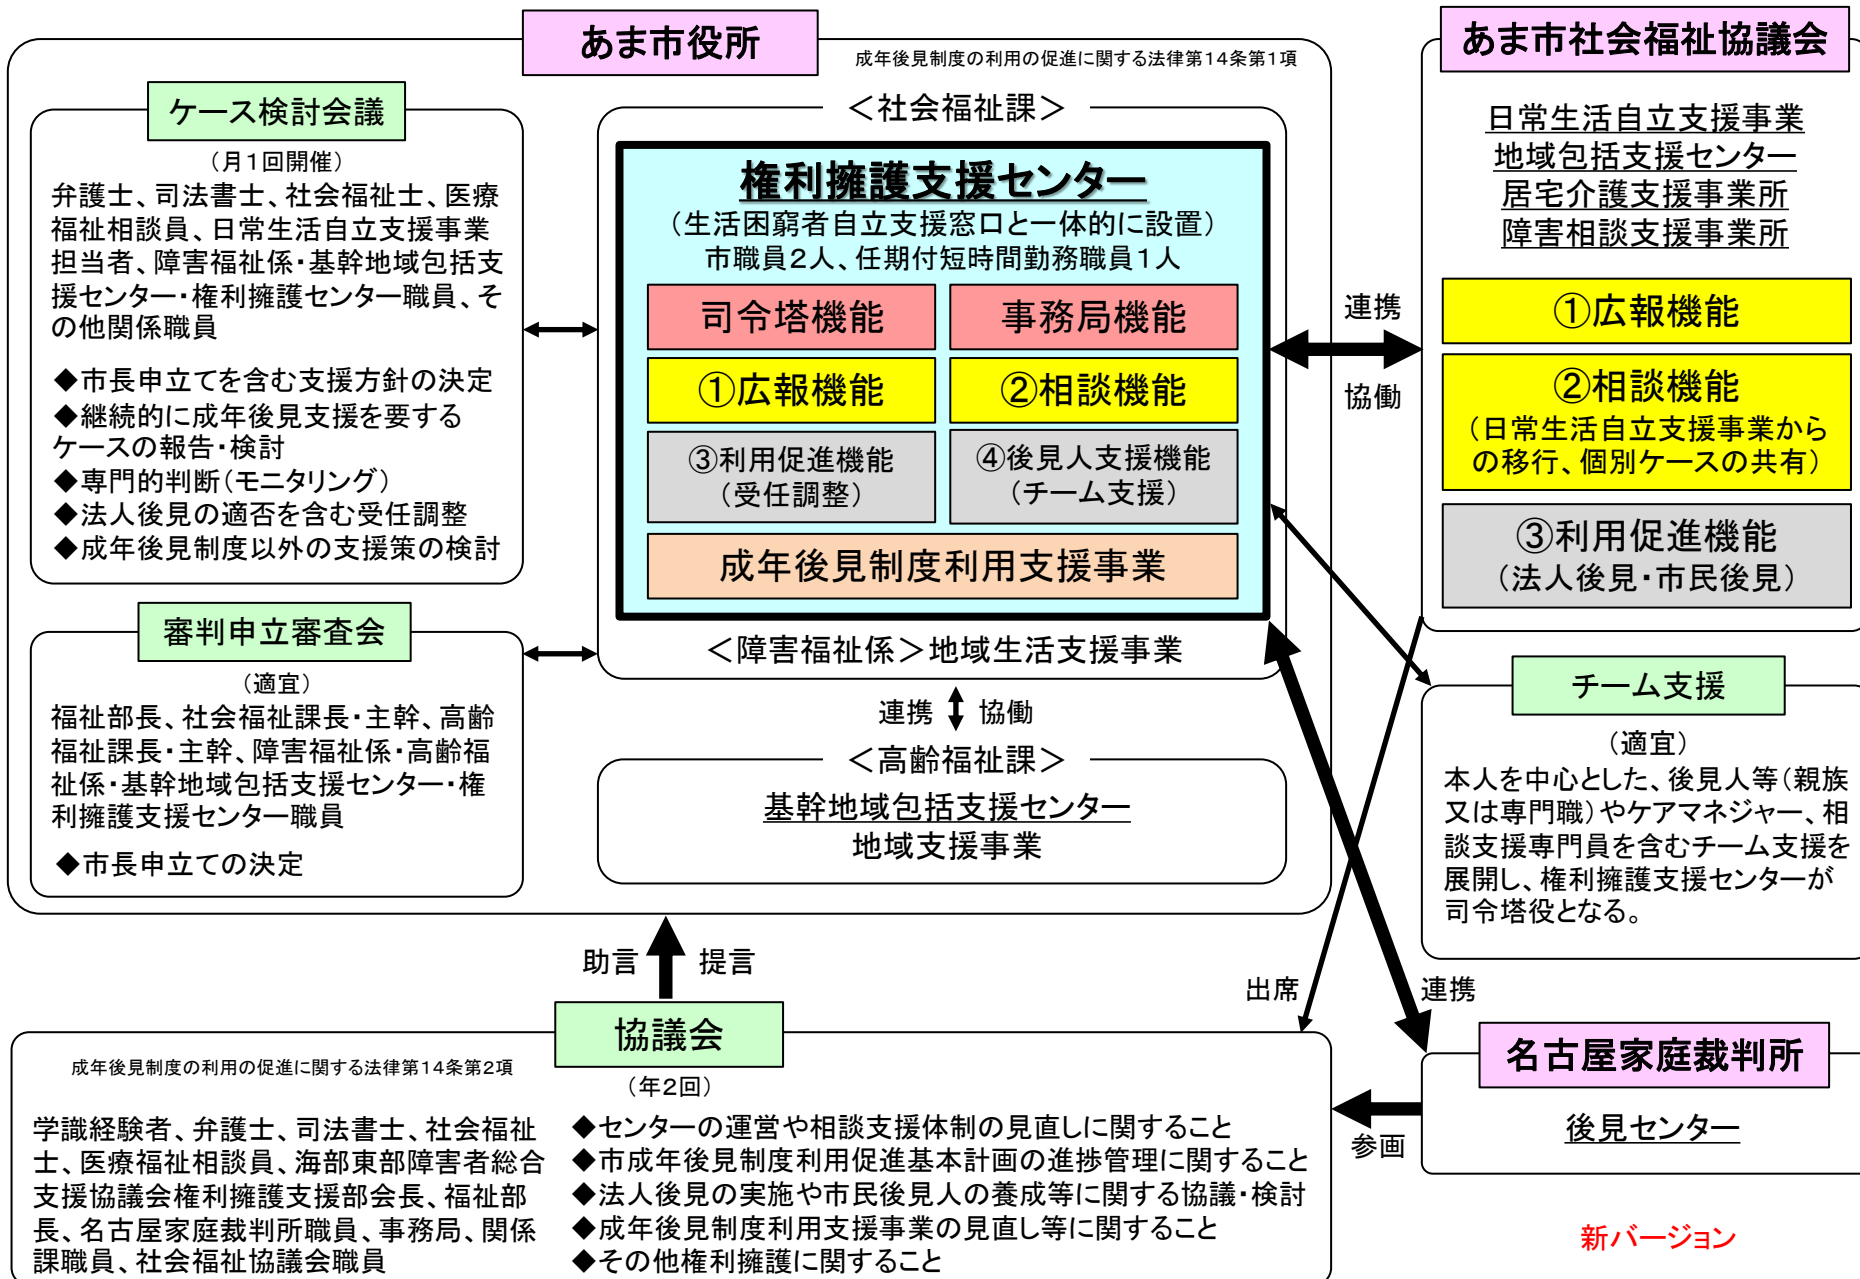 あま市役所
成年後見制度の利用の促進に関する法律第14条第1項
ケース検討会議
（月1回開催）
弁護士、司法書士、社会福祉士、医療
福祉相談員、日常生活自立支援事業
担当者、障害福祉係・基幹地域包括支
援センター・権利擁護センター職員、そ
の他関係職員
◆市長申立てを含む支援方針の決定
◆継続的に成年後見支援を要する
ケースの報告・検討
◆専門的判断（モニタリング）
◆法人後見の適否を含む受任調整
◆成年後見制度以外の支援策の検討
審判申立審査会
（適宜）
福祉部長、社会福祉課長・主幹、高齢
福祉課長・主幹、障害福祉係・高齢福
祉係・基幹地域包括支援センター・権
利擁護支援センター職員
◆市長申立ての決定
＜社会福祉課＞
権利擁護支援センター
（生活困窮者自立支援窓口と一体的に設置）
市職員2人、任期付短時間勤務職員1人
司令塔機能
事務局機能
①広報機能
②相談機能
③利用促進機能
（受任調整）
④後見人支援機能
（チーム支援）
成年後見制度利用支援事業
＜障害福祉係＞地域生活支援事業
連携 協働
＜高齢福祉課＞
基幹地域包括支援センター
地域支援事業
連携
協働
あま市社会福祉協議会
日常生活自立支援事業
地域包括支援センター
居宅介護支援事業所
障害相談支援事業所
①広報機能
②相談機能
（日常生活自立支援事業から
の移行、個別ケースの共有）
③利用促進機能
（法人後見・市民後見）
チーム支援
（適宜）
本人を中心とした、後見人等（親族
又は専門職）やケアマネジャー、相
談支援専門員を含むチーム支援を
展開し、権利擁護支援センターが
司令塔役となる。
助言 提言
出席
連携
協議会
成年後見制度の利用の促進に関する法律第14条第2項
（年2回）
学識経験者、弁護士、司法書士、社会福祉
士、医療福祉相談員、海部東部障害者総合
支援協議会権利擁護支援部会長、福祉部
長、名古屋家庭裁判所職員、事務局、関係
課職員、社会福祉協議会職員
◆センターの運営や相談支援体制の見直しに関すること
◆市成年後見制度利用促進基本計画の進捗管理に関すること
◆法人後見の実施や市民後見人の養成等に関する協議・検討
◆成年後見制度利用支援事業の見直し等に関すること
◆その他権利擁護に関すること
参画
名古屋家庭裁判所
後見センター
新バージョン